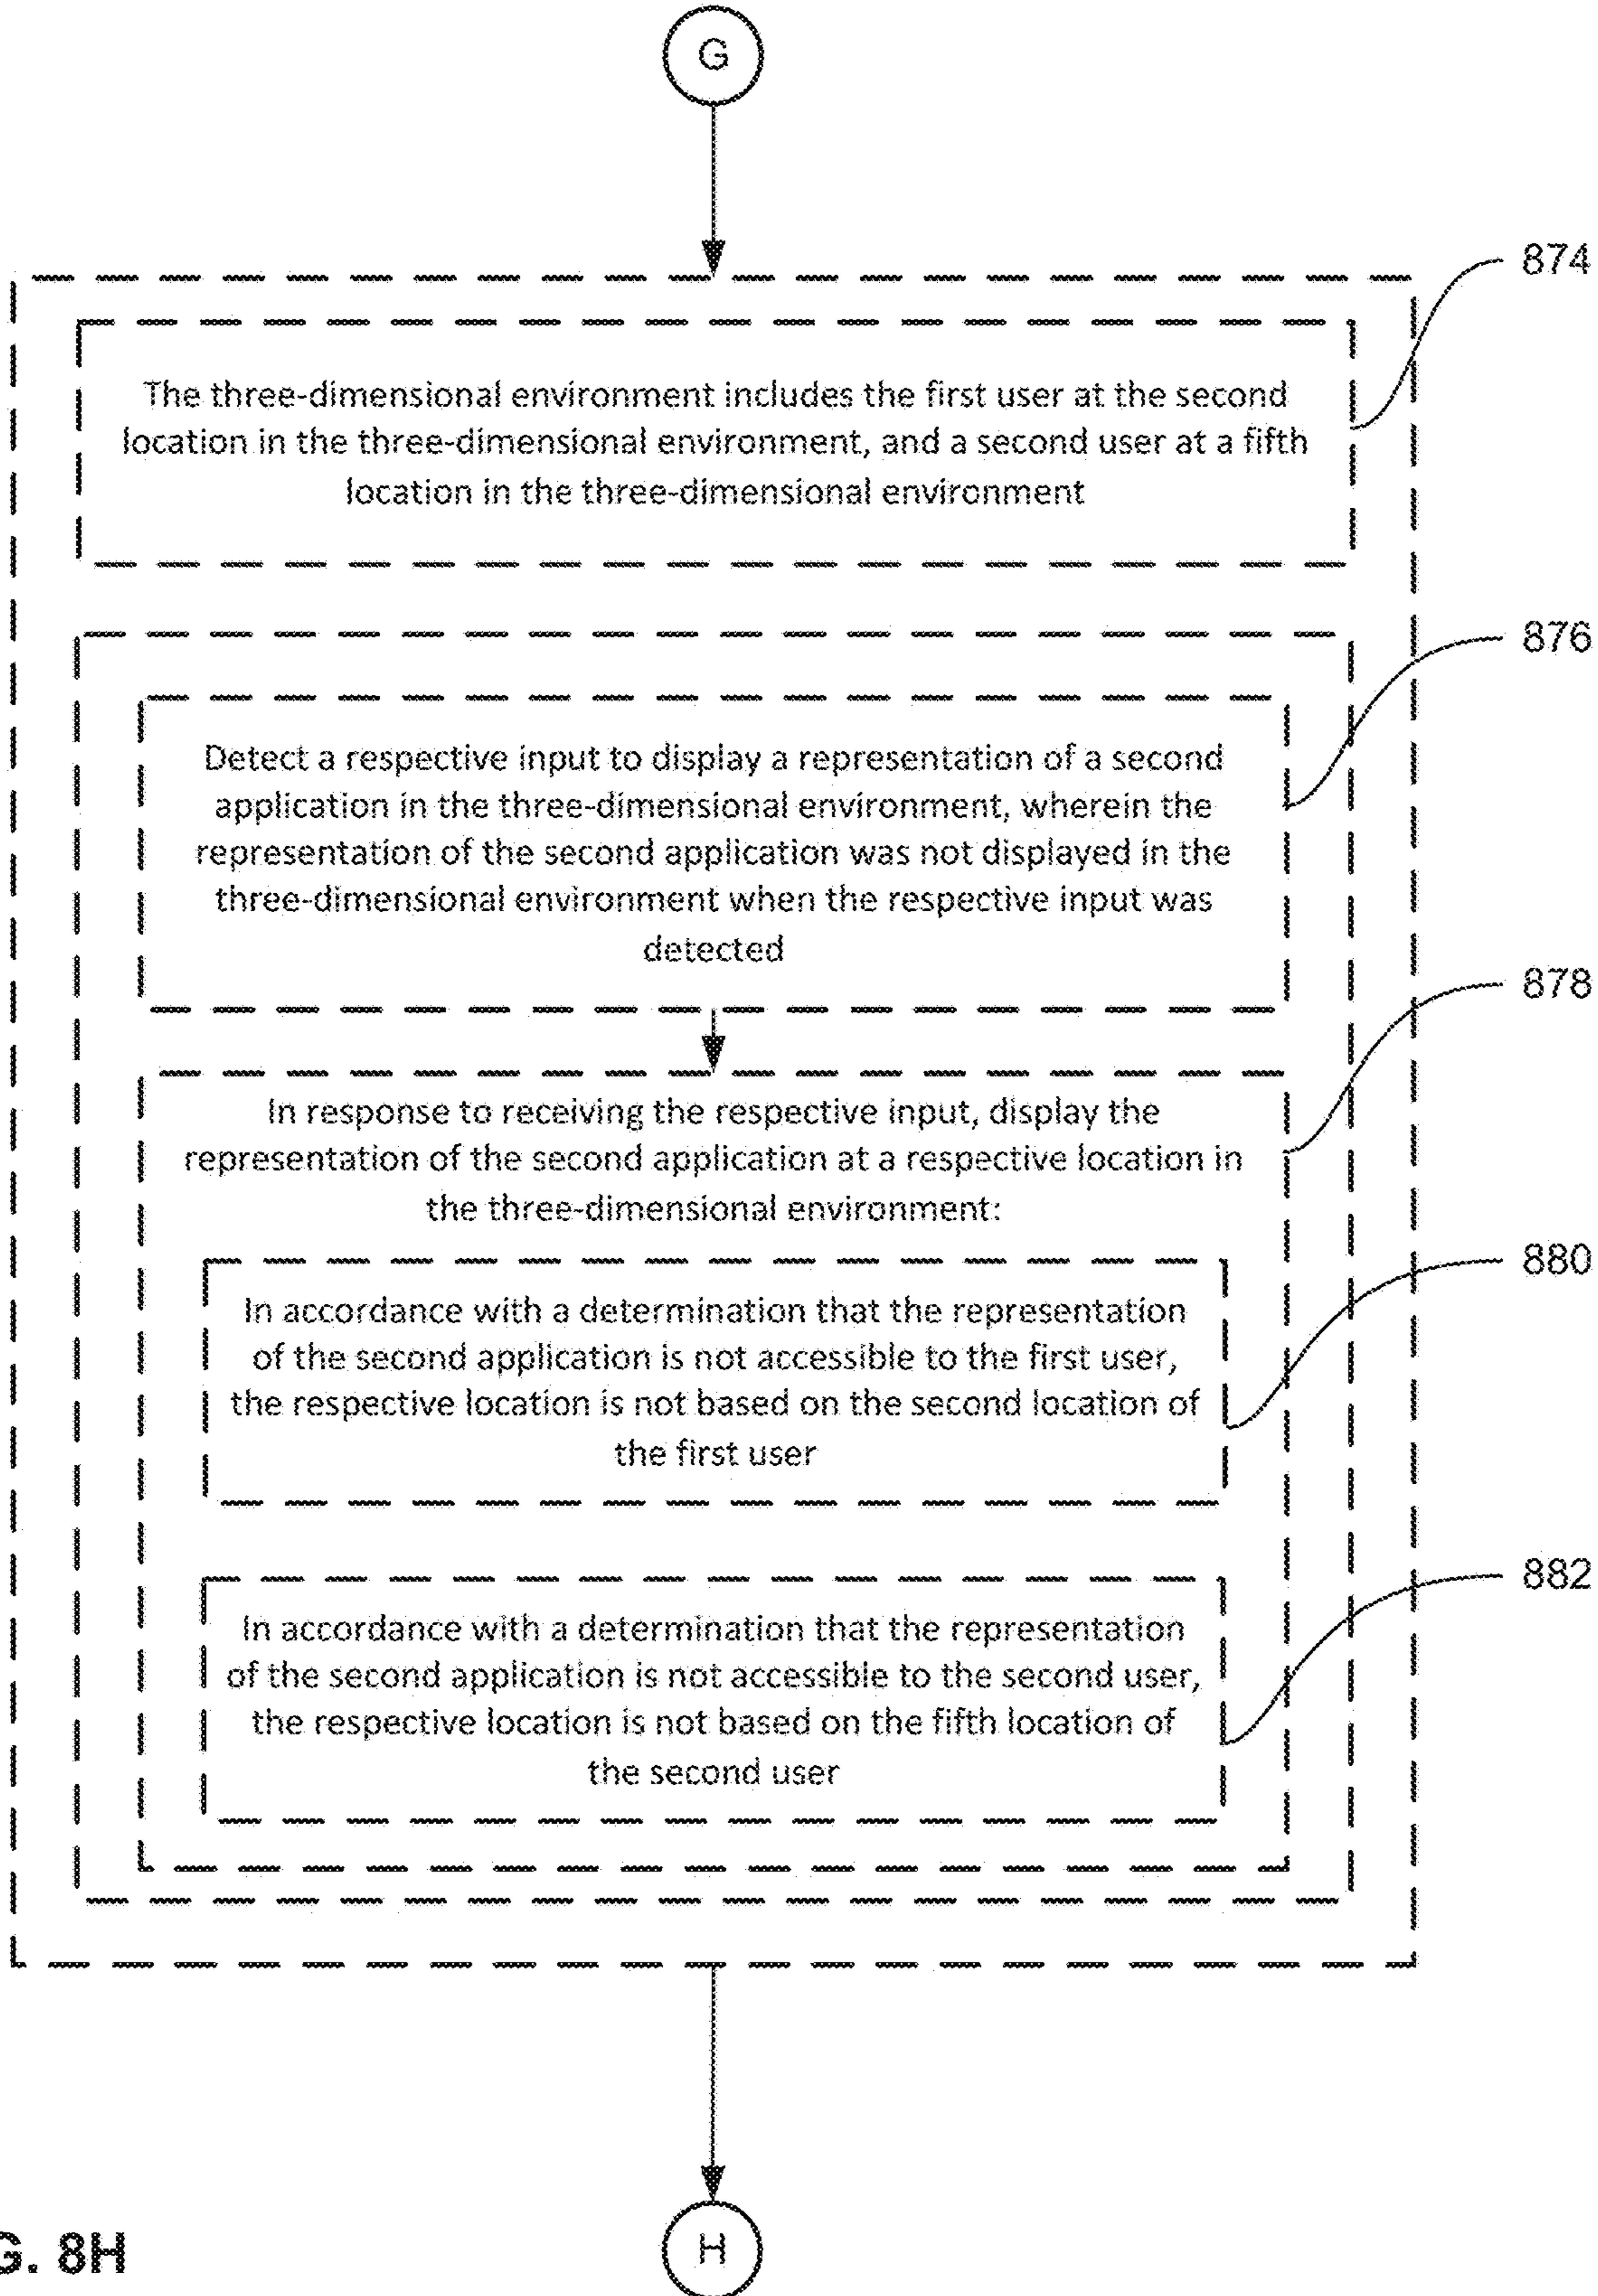 G
874
The three-dimensional environment includes the first user at the second
location in the three-dimensional environment, and a second user at a fifth
location in the three-dimensional environment
876
Detect a respective input to display a representation of a second
application in the three-dimensional environment, wherein the
representation of the second application was not displayed in the
three-dimensional environment when the respective input was
detected
878
In response to receiving the respective input, display the
representation of the second application at a respective location in
the three-dimensional environment:
880
In accordance with a determination that the representation
of the second application is not accessible to the first user,
the respective location is not based on the second location of
the first user
882
In accordance with a determination that the representation
of the second application is not accessible to the second user,
the respective location is not based on the fifth location of
the second user
H
G. 8H